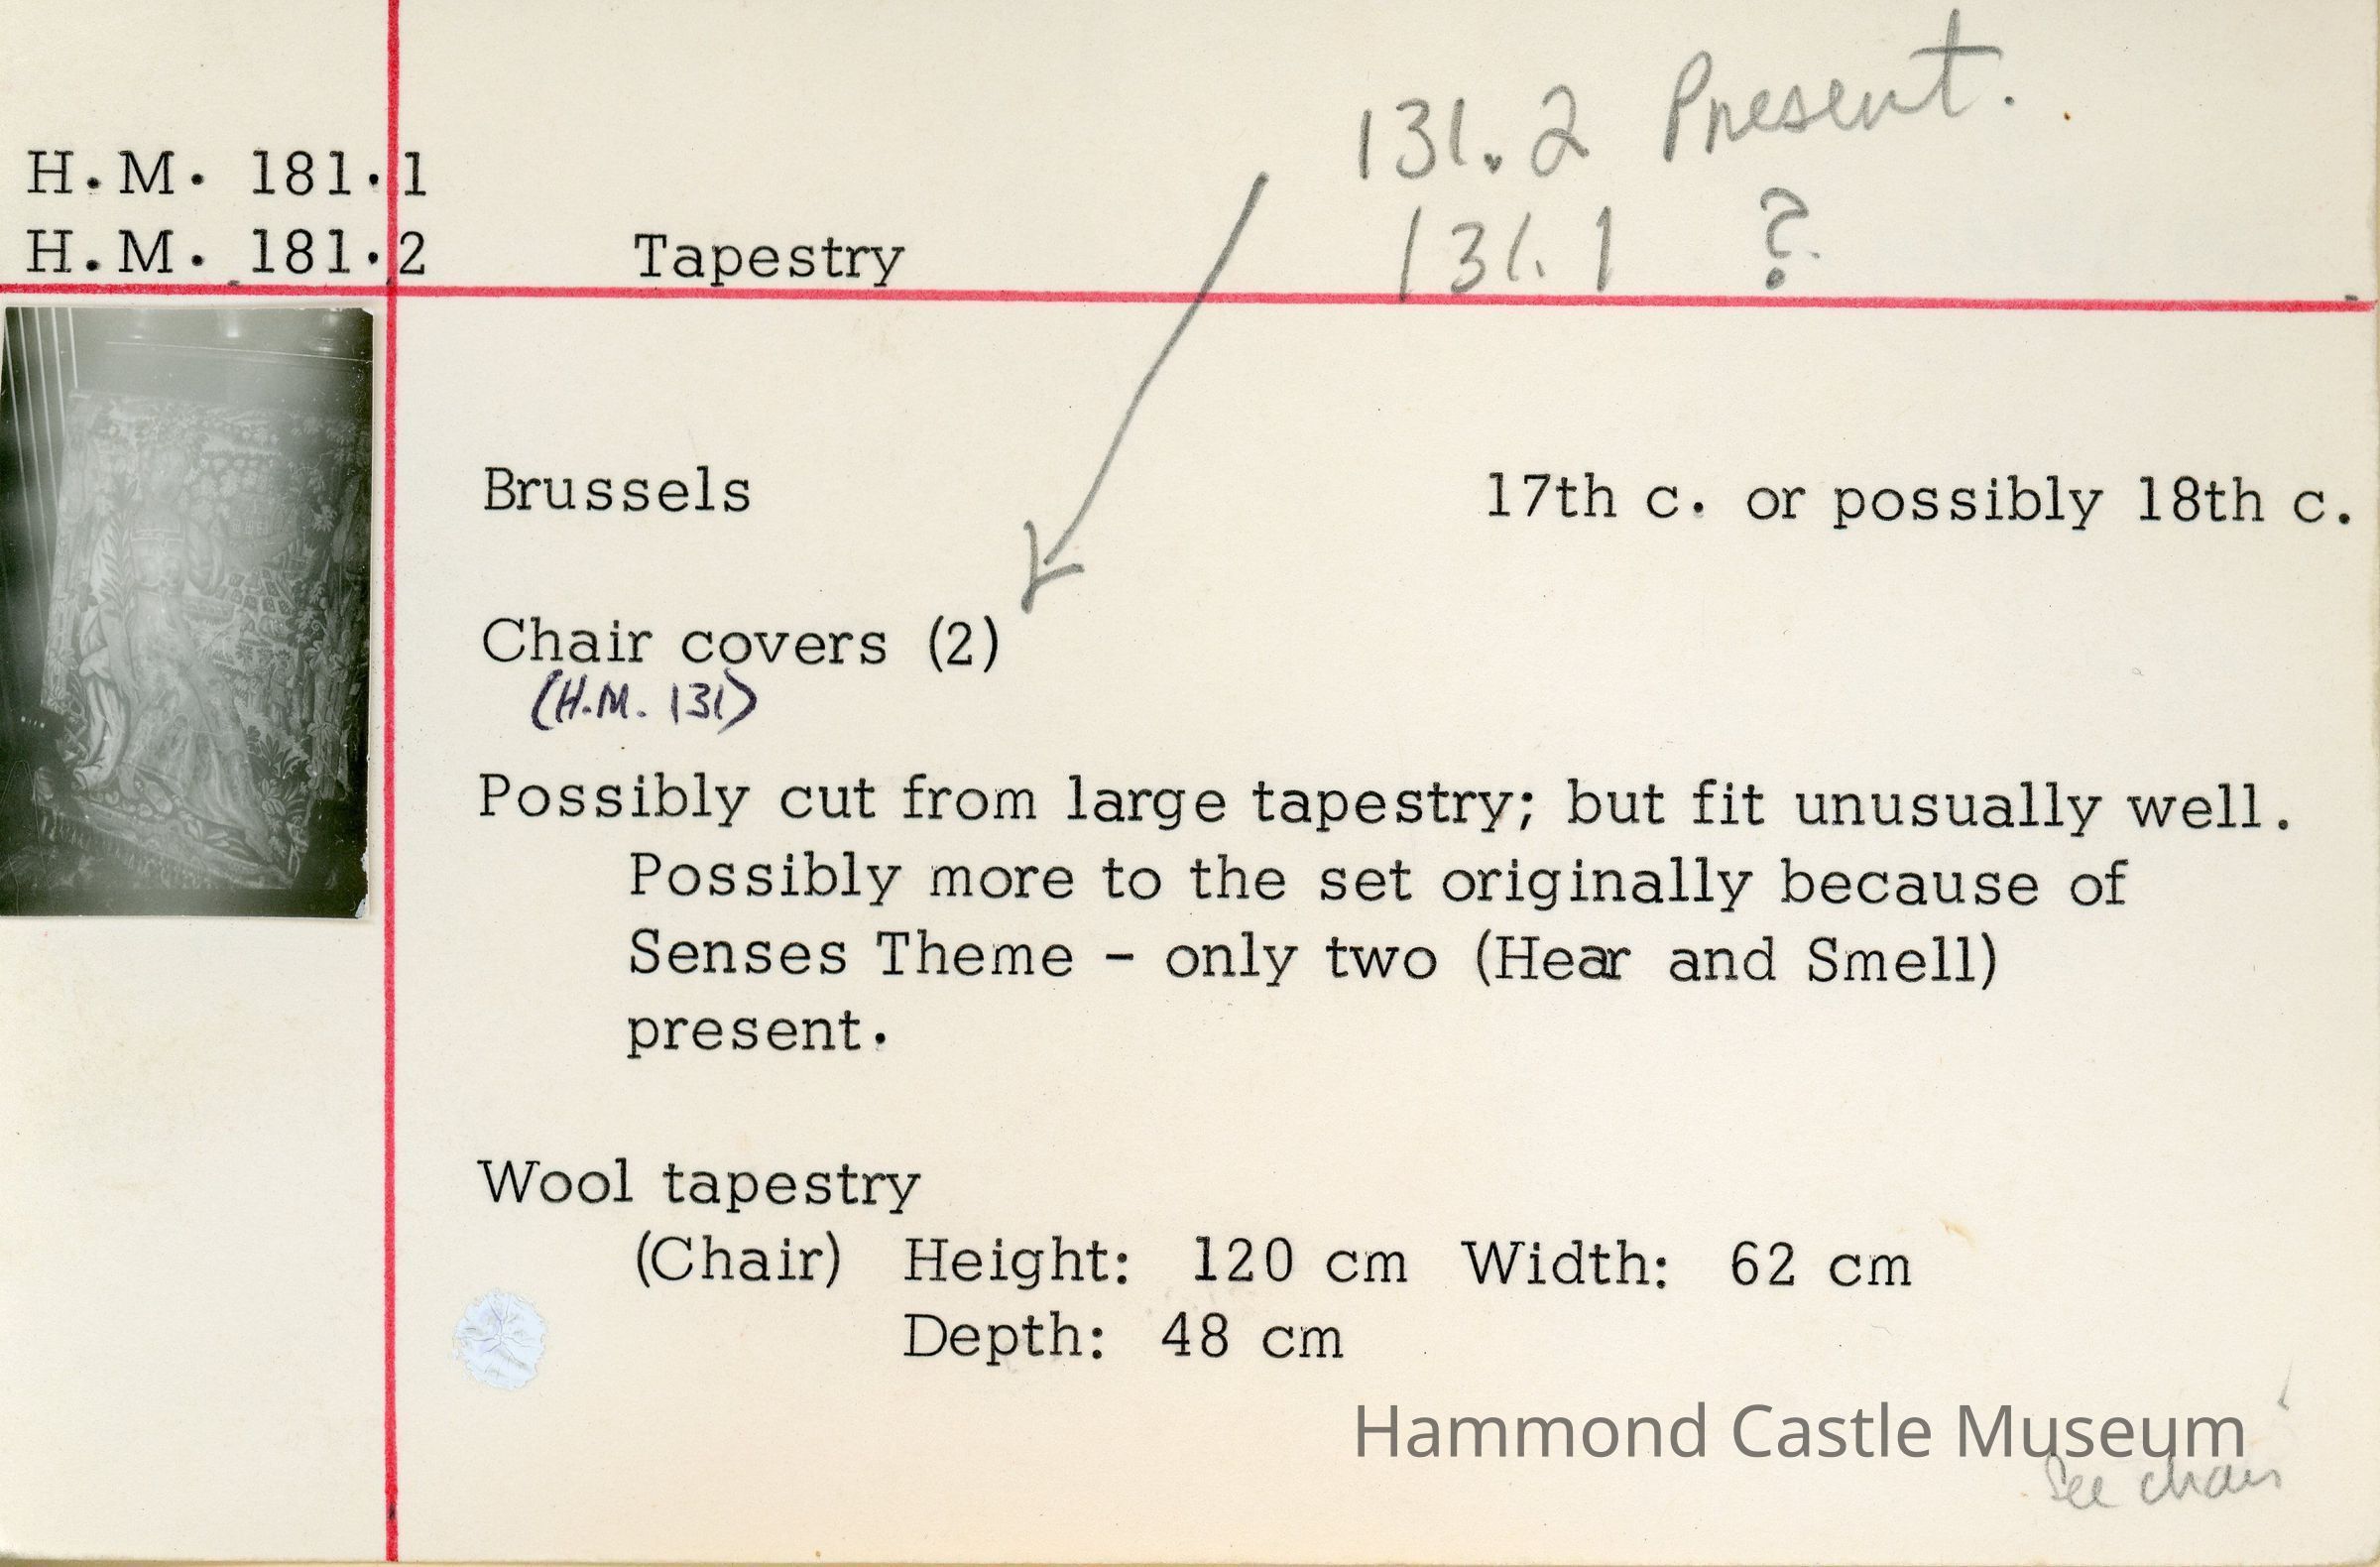 131.2 Present.
H.M. 181.1
131.1 ?
H.M. 181.2 Tapestry
Brussels 17th c. or possibly 18th c.
Chair covers (2)
(H.M. 131)
Possibly cut from large tapestry; but fit unusually well.
Possibly more to the set originally because of
Senses Theme - only two (Hear and Smell)
present.
Wool tapestry
(Chair) Height: 120 cm Width: 62 cm
Depth: 48 cm
Hammond Castle Museum
See chair